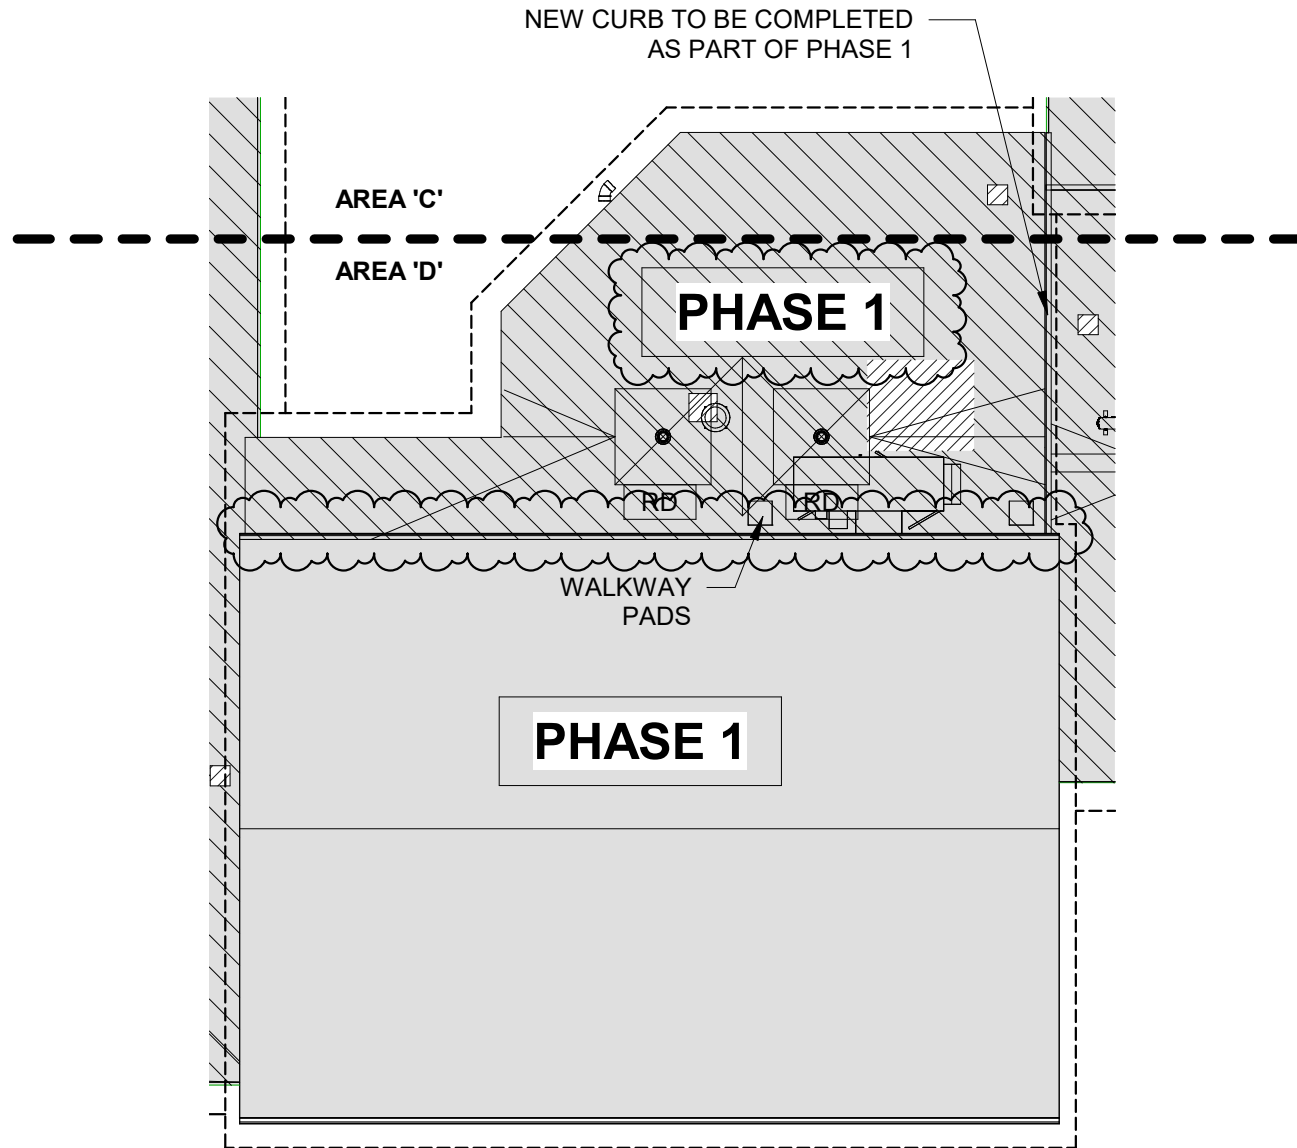 NEW CURB TO BE COMPLETED
AS PART OF PHASE 1
AREA 'C'
AREA 'D'
PHASE 1
RD
RD
WALKWAY
PADS
PHASE 1